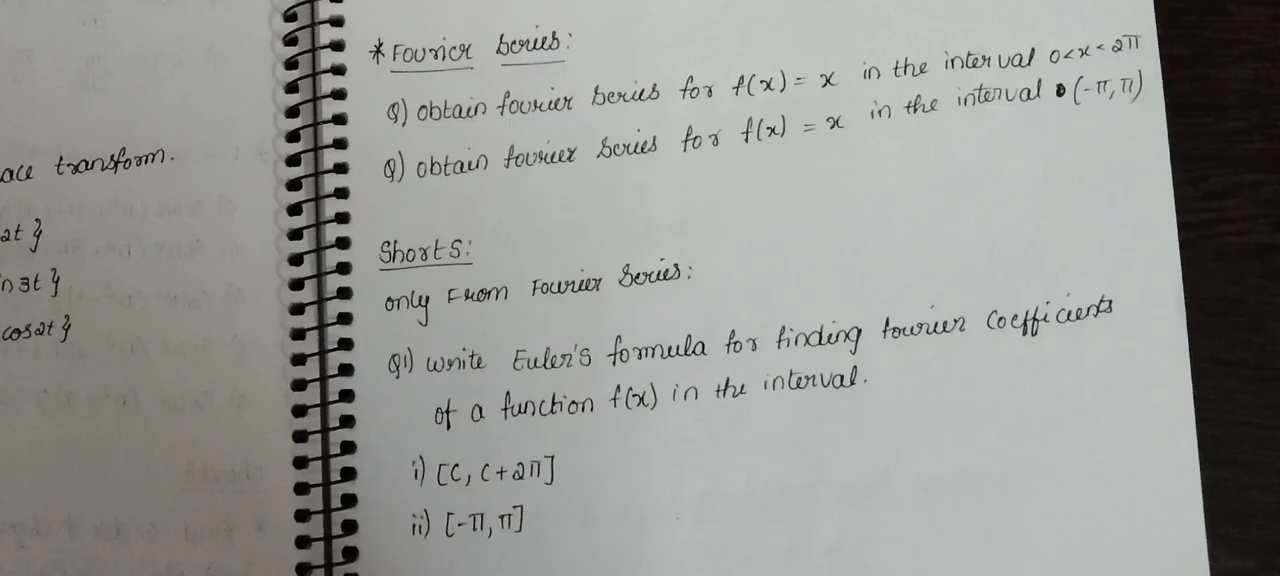 ace transform.
2t}
n3t}
cos2t}
*Fourier Series:
Q) obtain fourier Series for f(x) = x in the interval 0<x<2π
Q) obtain fourier Series for f(x) = x in the interval (-π,π)
Shorts:
only From Fourier Series:
Q1) write Euler's formula for finding fourier coefficients
of a function f(x) in the interval.
i) [C, C+2π]
ii) [-π, π]